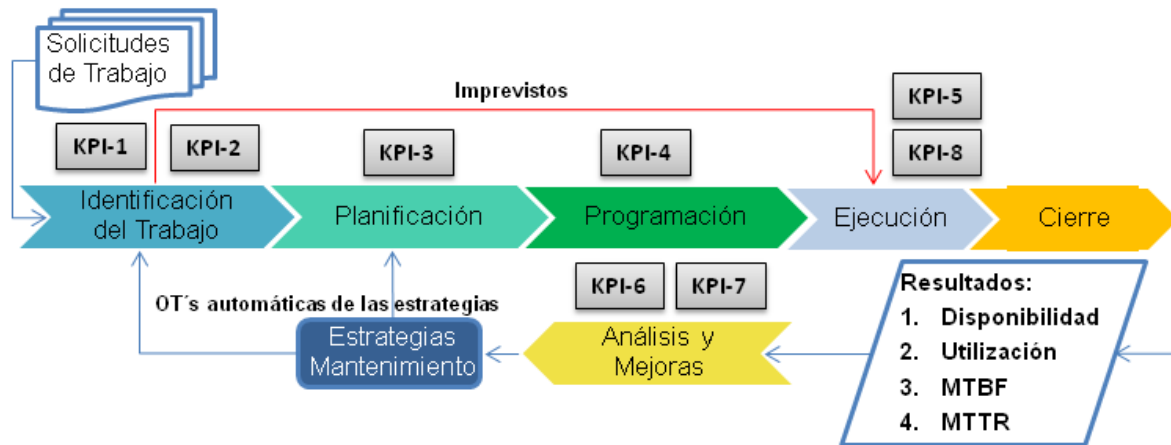 Solicitudes
de Trabajo
Imprevistos
KPI-5
KPI-1
KPI-2
KPI-3
KPI-4
KPI-8
Identificación
del Trabajo
Planificación
Programación
Ejecución
Cierre
OT´s automáticas de las estrategias
KPI-6
KPI-7
Estrategias
Mantenimiento
Análisis y
Mejoras
Resultados:
1. Disponibilidad
2. Utilización
3. MTBF
4. MTTR